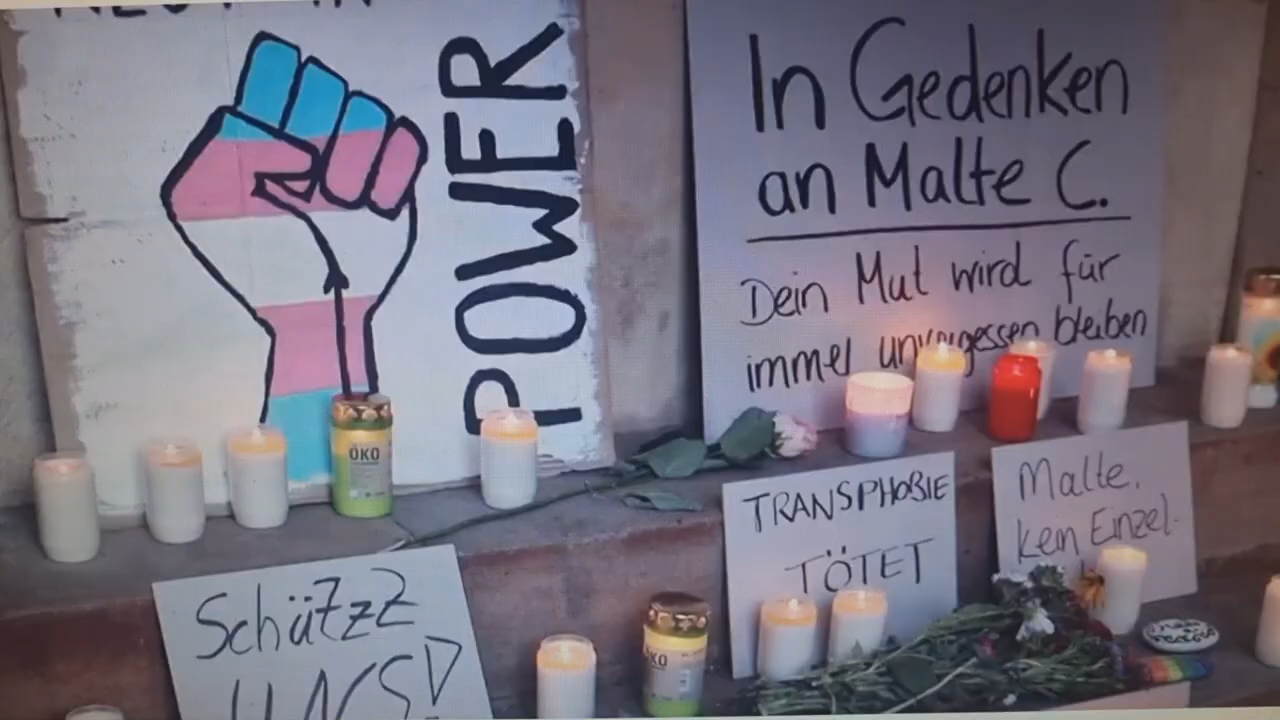 POWER
In Gedenken
an Malte C.
Dein Mut wird für
immer unvergessen bleiben
ÖKO
TRANSPHOBIE
TÖTET
Malte,
kein Einzel-
SchüTzzZ
UNS!
ÖKO